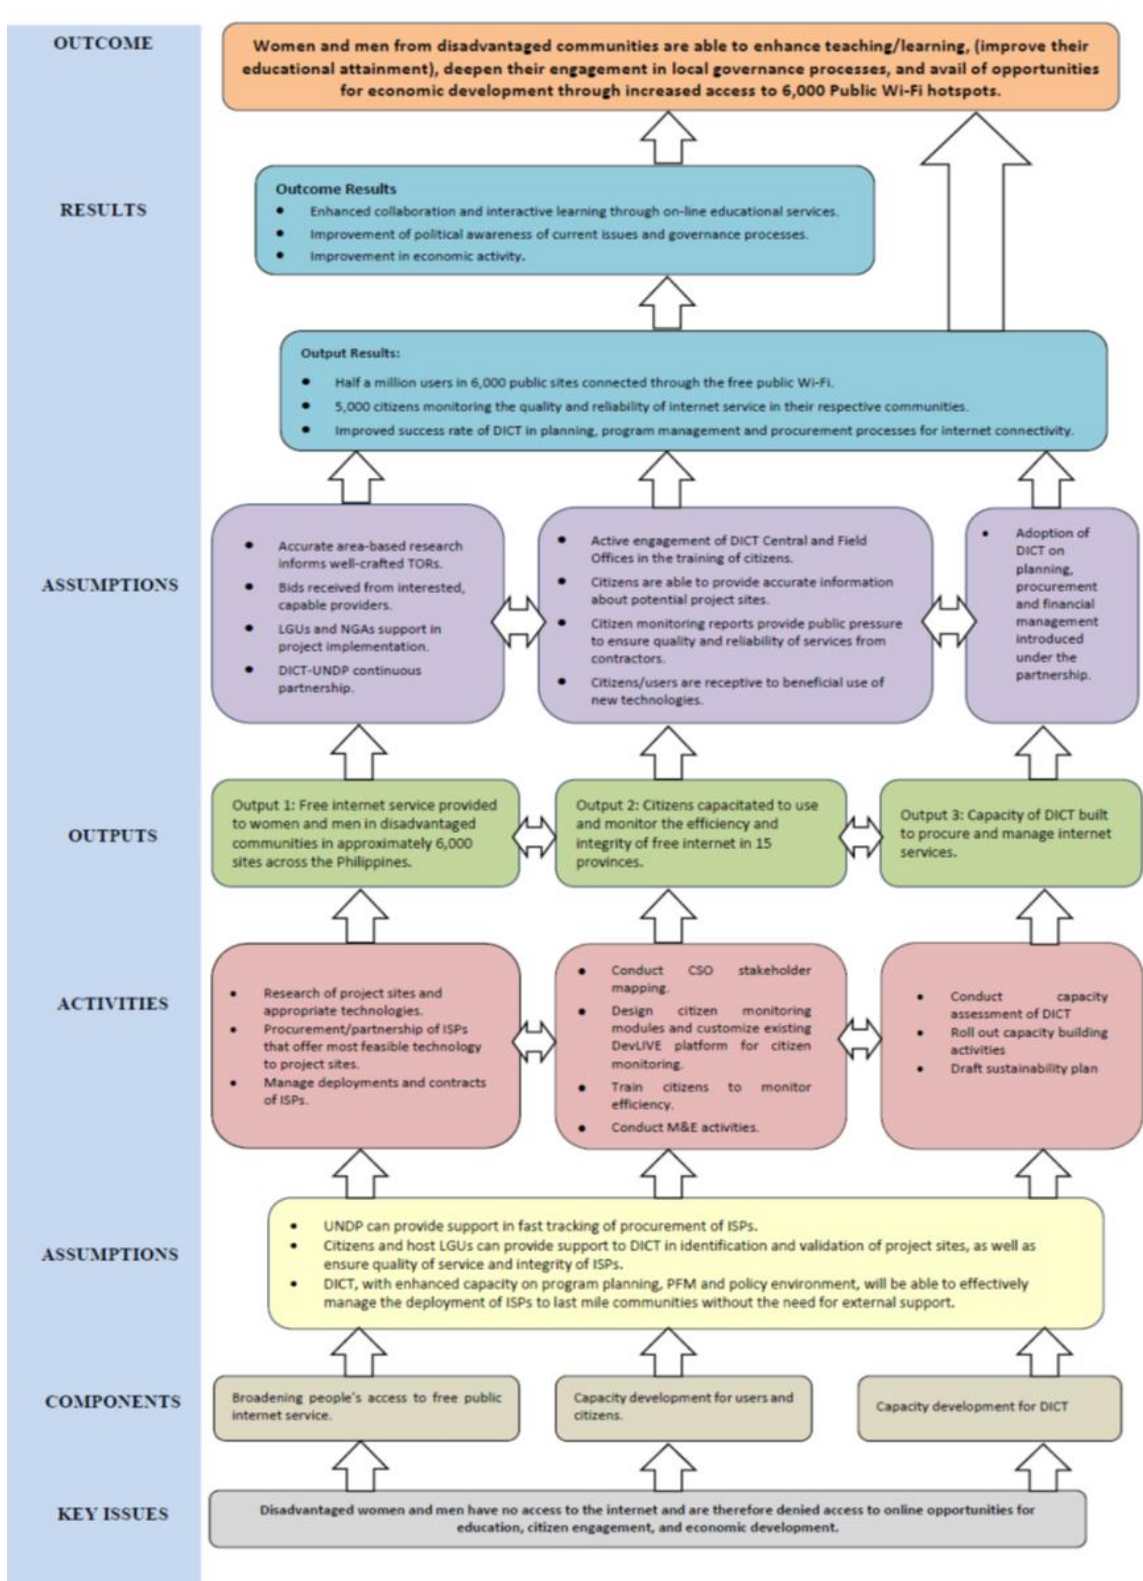 OUTCOME
Women and men from disadvantaged communities are able to enhance teaching/learning, (improve their
educational attainment), deepen their engagement in local governance processes, and avail of opportunities
for economic development through increased access to 6,000 Public Wi-Fi hotspots.
RESULTS
Outcome Results
• Enhanced collaboration and interactive learning through on-line educational services.
• Improvement of political awareness of current issues and governance processes.
• Improvement in economic activity.
Output Results:
• Half a million users in 6,000 public sites connected through the free public Wi-Fi.
• 5,000 citizens monitoring the quality and reliability of internet service in their respective communities.
• Improved success rate of DICT in planning, program management and procurement processes for internet connectivity.
ASSUMPTIONS
• Accurate area-based research
informs well-crafted TORs.
• Bids received from interested,
capable providers.
• LGUs and NGAs support in
project implementation.
• DICT-UNDP continuous
partnership.
• Active engagement of DICT Central and Field
Offices in the training of citizens.
• Citizens are able to provide accurate information
about potential project sites.
• Citizen monitoring reports provide public pressure
to ensure quality and reliability of services from
contractors.
• Citizens/users are receptive to beneficial use of
new technologies.
• Adoption of
DICT on
planning,
procurement
and financial
management
introduced
under the
partnership.
OUTPUTS
Output 1: Free internet service provided
to women and men in disadvantaged
communities in approximately 6,000
sites across the Philippines.
Output 2: Citizens capacitated to use
and monitor the efficiency and
integrity of free internet in 15
provinces.
Output 3: Capacity of DICT built
to procure and manage internet
services.
ACTIVITIES
• Research of project sites and
appropriate technologies.
• Procurement/partnership of ISPs
that offer most feasible technology
to project sites.
• Manage deployments and contracts
of ISPs.
• Conduct CSO stakeholder
mapping.
• Design citizen monitoring
modules and customize existing
DevLIVE platform for citizen
monitoring.
• Train citizens to monitor
efficiency.
• Conduct M&E activities.
• Conduct capacity
assessment of DICT
• Roll out capacity building
activities
• Draft sustainability plan
ASSUMPTIONS
• UNDP can provide support in fast tracking of procurement of ISPs.
• Citizens and host LGUs can provide support to DICT in identification and validation of project sites, as well as
ensure quality of service and integrity of ISPs.
• DICT, with enhanced capacity on program planning, PFM and policy environment, will be able to effectively
manage the deployment of ISPs to last mile communities without the need for external support.
COMPONENTS
Broadening people's access to free public
internet service.
Capacity development for users and
citizens.
Capacity development for DICT
KEY ISSUES
Disadvantaged women and men have no access to the internet and are therefore denied access to online opportunities for
education, citizen engagement, and economic development.